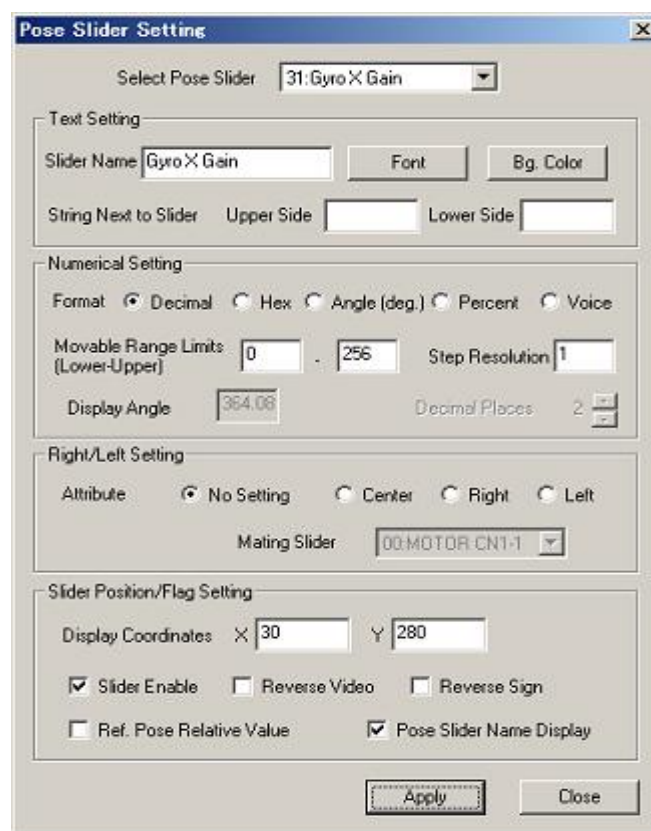 Pose Slider Setting
Select Pose Slider 31:Gyro X Gain
Text Setting
Slider Name Gyro X Gain Font Bg. Color
String Next to Slider Upper Side Lower Side
Numerical Setting
Format Decimal Hex Angle (deg.) Percent Voice
Movable Range Limits 0 - 256 Step Resolution 1
(Lower-Upper)
Display Angle 364.08 Decimal Places 2
Right/Left Setting
Attribute No Setting Center Right Left
Mating Slider 00:MOTOR CN1-1
Slider Position/Flag Setting
Display Coordinates X 30 Y 280
Slider Enable Reverse Video Reverse Sign
Ref. Pose Relative Value Pose Slider Name Display
Apply Close